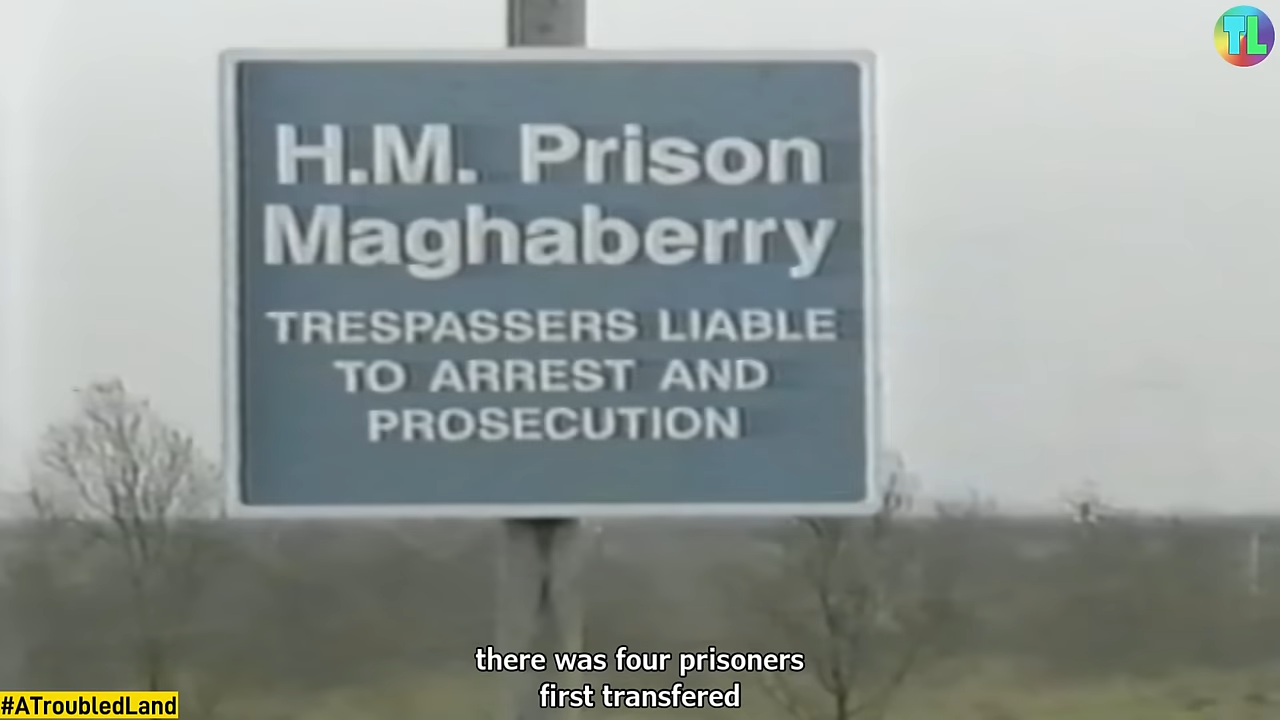 TL
H.M. Prison
Maghaberry
TRESPASSERS LIABLE
TO ARREST AND
PROSECUTION
there was four prisoners
first transfered
#ATroubledLand